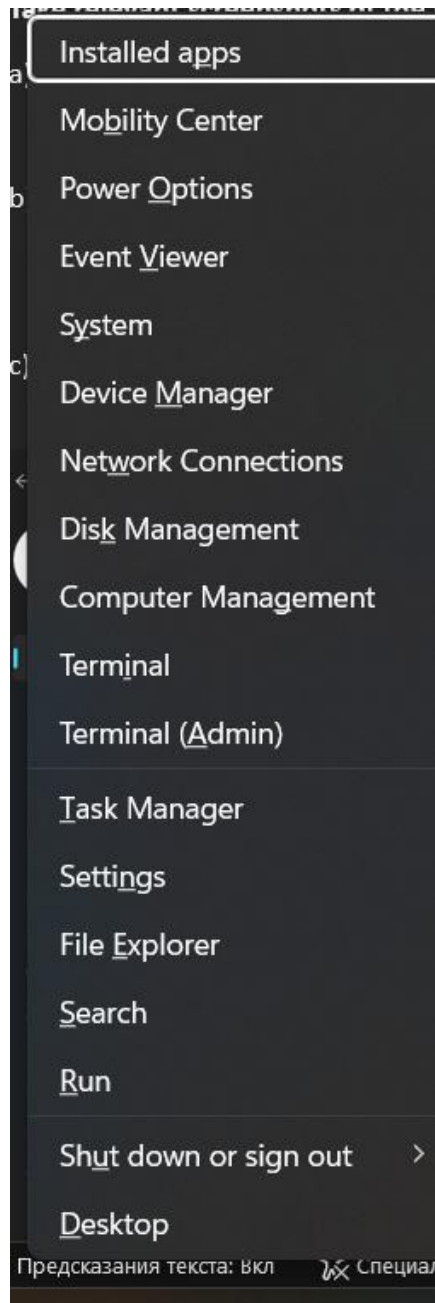 a)
Installed apps
Mobility Center
b
Power Options
Event Viewer
System
c)
Device Manager
Network Connections
Disk Management
Computer Management
Terminal
Terminal (Admin)
Task Manager
Settings
File Explorer
Search
Run
Shut down or sign out
Desktop
Предсказания текста: Вкл